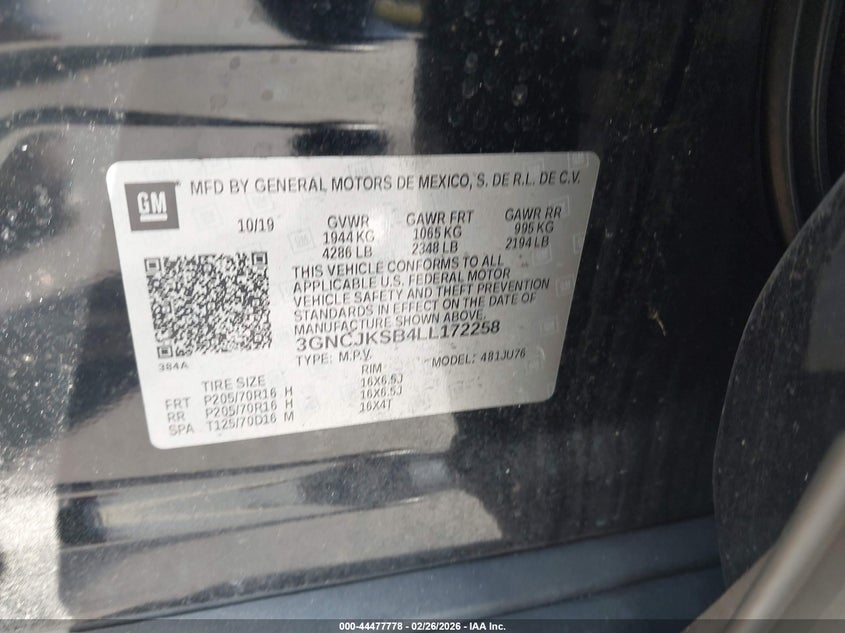 GM
MFD BY GENERAL MOTORS DE MEXICO, S. DE R.L. DE C.V.
10/19 GVWR GAWR FRT GAWR RR
1944 KG 1065 KG 995 KG
4286 LB 2348 LB 2194 LB
THIS VEHICLE CONFORMS TO ALL
APPLICABLE U.S. FEDERAL MOTOR
VEHICLE SAFETY AND THEFT PREVENTION
STANDARDS IN EFFECT ON THE DATE OF
MANUFACTURE SHOWN ABOVE.
3GNCJKSB4LL172258
TYPE: M.P.V. MODEL: 481JU76
384A
TIRE SIZE RIM
FRT P205/70R16 H 16X6.5J
RR P205/70R16 H 16X6.5J
SPA T125/70D16 M 16X4T
000-44477778 - 02/26/2026 - IAA Inc.